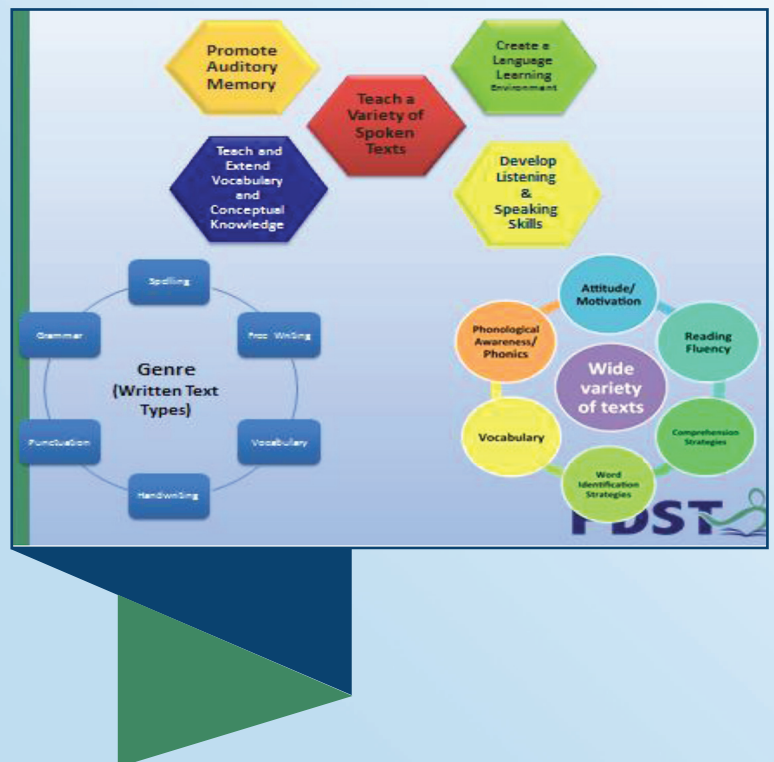 Promote
Auditory
Memory
Create a
Language
Learning
Environment
Teach a
Variety of
Spoken
Texts
Teach and
Extend
Vocabulary
and
Conceptual
Knowledge
Develop
Listening
&
Speaking
Skills
Spelling
Grammar
Free Writing
Genre
(Written Text
Types)
Punctuation
Vocabulary
Handwriting
Attitude/
Motivation
Phonological
Awareness/
Phonics
Reading
Fluency
Wide
variety
of texts
Vocabulary
Comprehension
Strategies
Word
Identification
Strategies
PDST